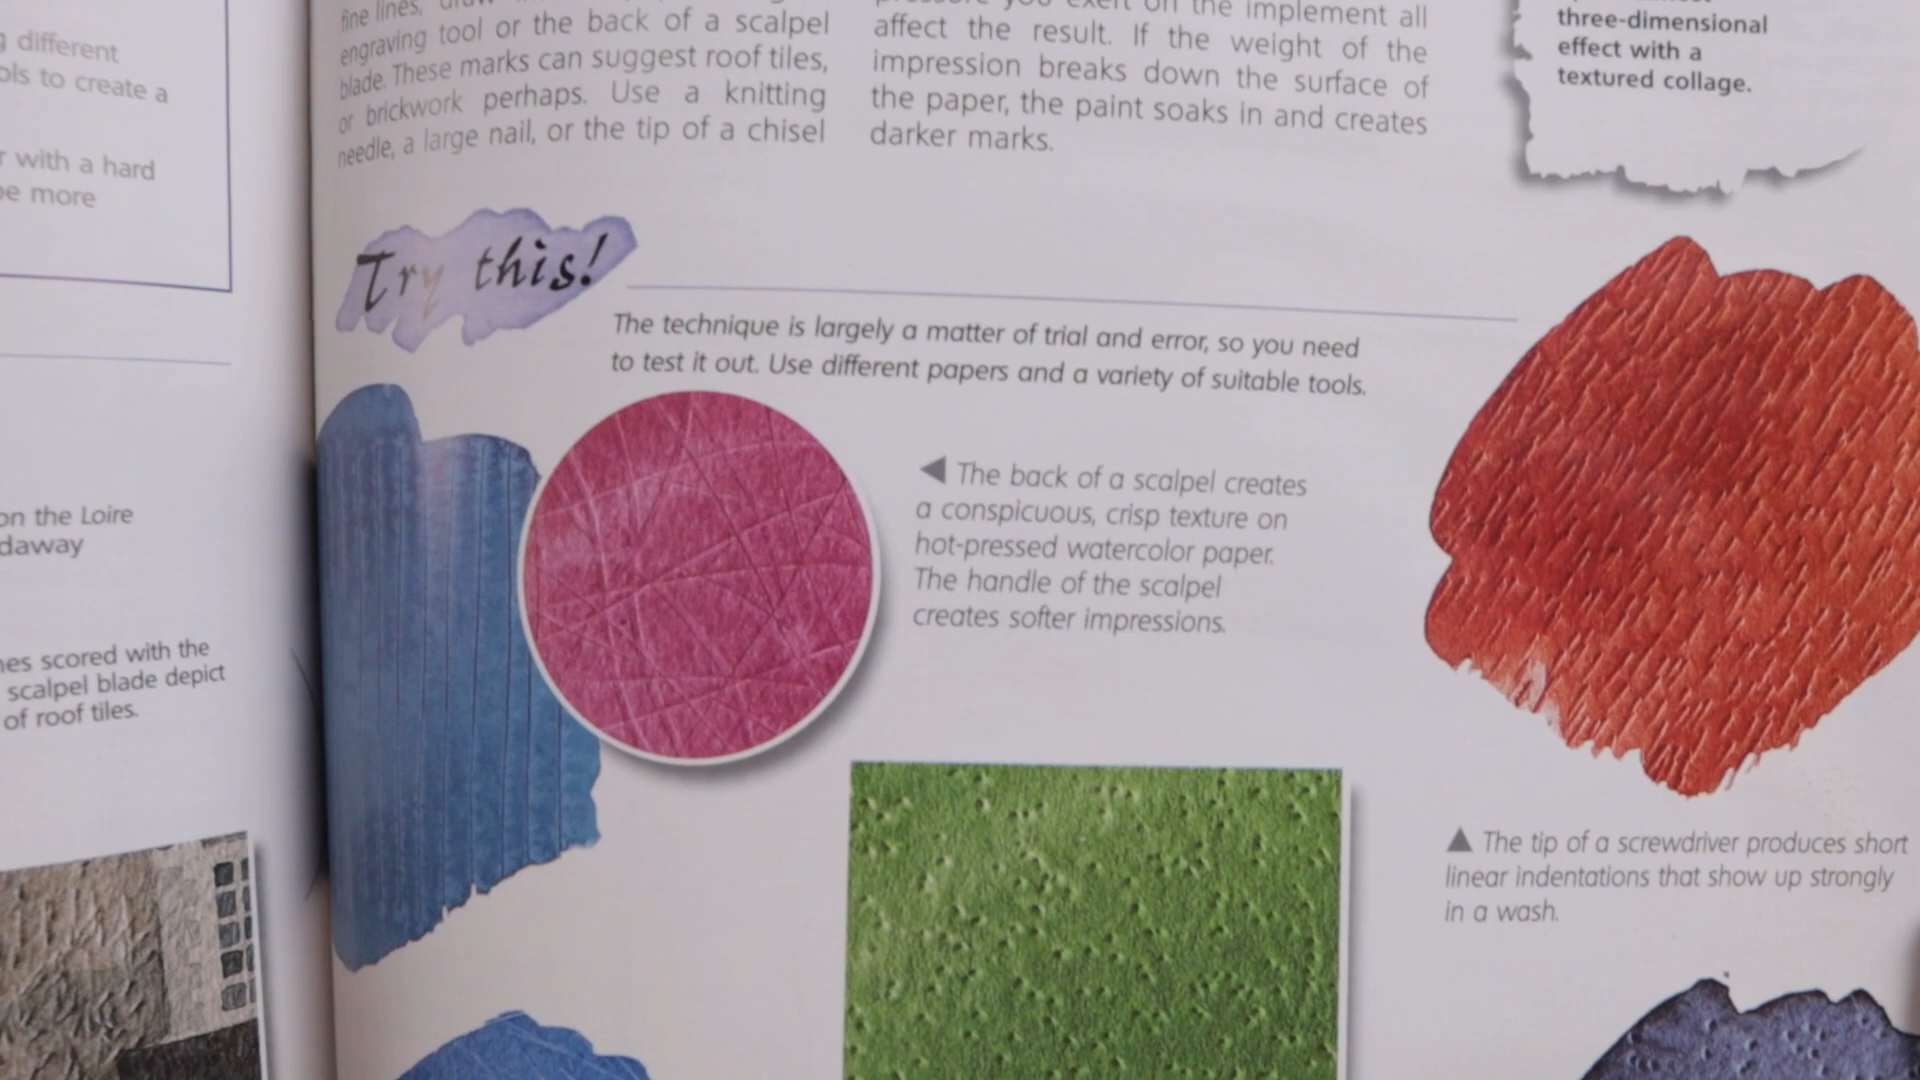 different
ols to create a
with a hard
more
on the Loire
scored with the
scalpel blade depict
of roof tiles.
fine lines,
engraving tool or the back of a scalpel
blade. These marks can suggest roof tiles,
or brickwork perhaps. Use a knitting
needle, a large nail, or the tip of a chisel
you exert on the implement all
affect the result. If the weight of the
impression breaks down the surface of
the paper, the paint soaks in and creates
darker marks.
three-dimensional
effect with a
textured collage.
Try this!
The technique is largely a matter of trial and error, so you need
to test it out. Use different papers and a variety of suitable tools.
The back of a scalpel creates
a conspicuous, crisp texture on
hot-pressed watercolor paper.
The handle of the scalpel
creates softer impressions.
The tip of a screwdriver produces short
linear indentations that show up strongly
in a wash.